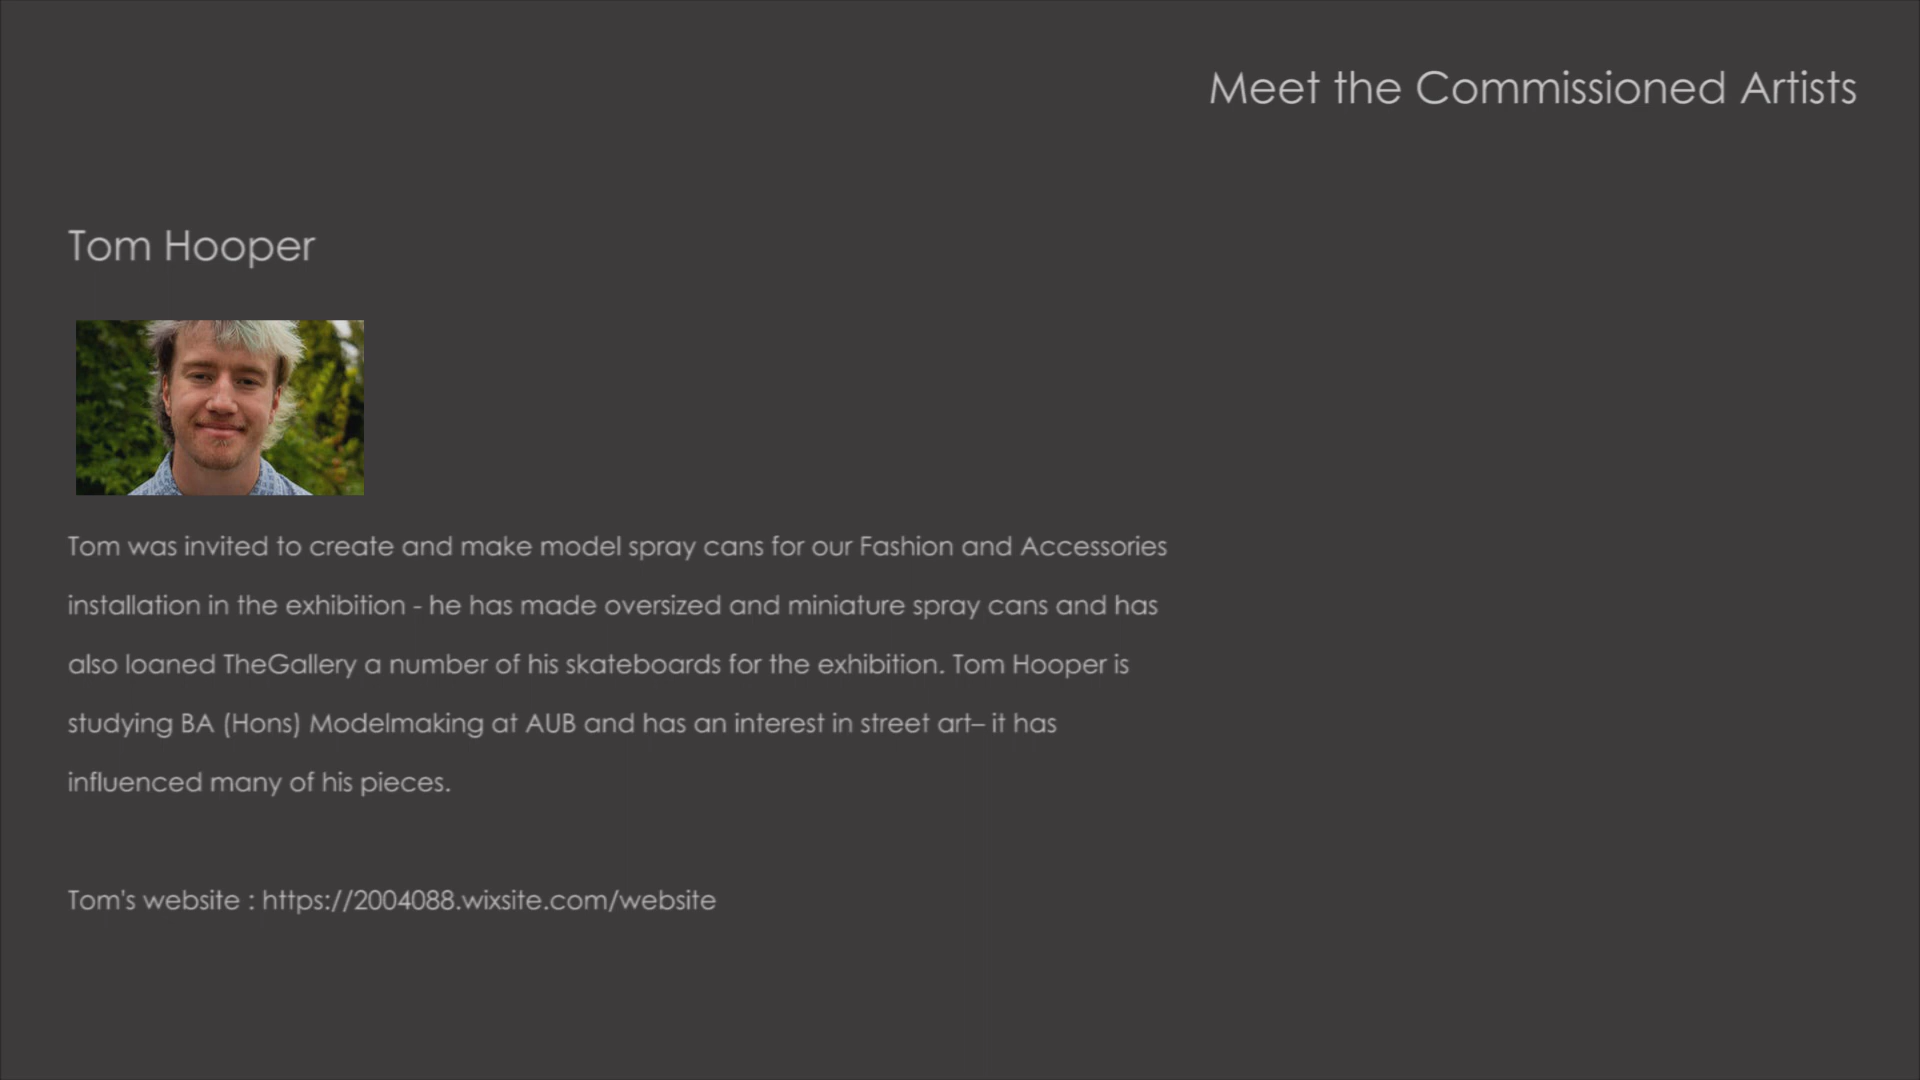 Meet the Commissioned Artists
Tom Hooper
Tom was invited to create and make model spray cans for our Fashion and Accessories
installation in the exhibition - he has made oversized and miniature spray cans and has
also loaned TheGallery a number of his skateboards for the exhibition. Tom Hooper is
studying BA (Hons) Modelmaking at AUB and has an interest in street art– it has
influenced many of his pieces.
Tom's website : https://2004088.wixsite.com/website